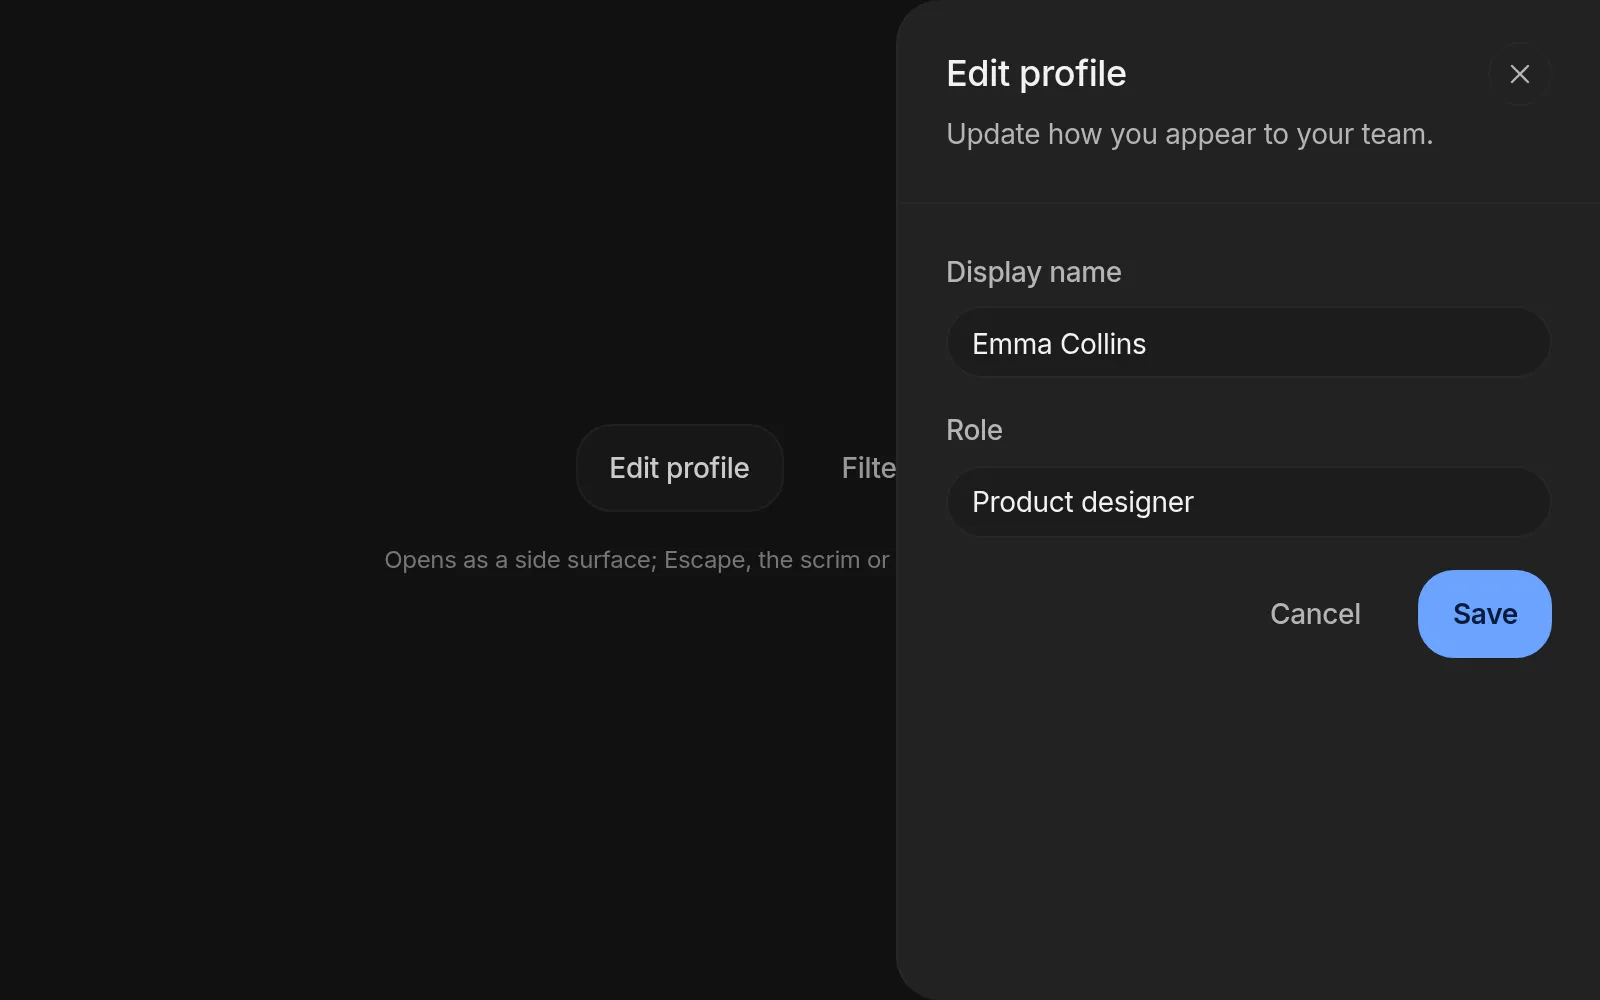 Edit profile
Update how you appear to your team.
Display name
Emma Collins
Role
Product designer
Cancel
Save
Edit profile
Filte
Opens as a side surface; Escape, the scrim or